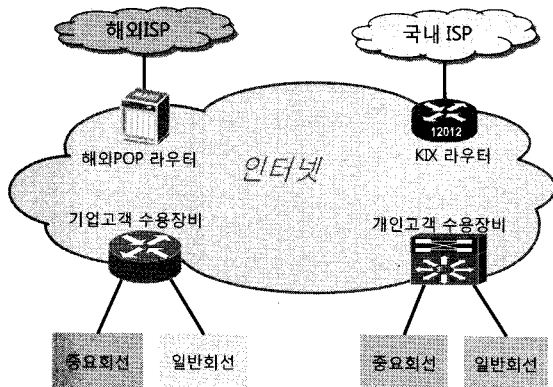 해외ISP
국내 ISP
12012
해외POP 라우터
KIX 라우터
인터넷
기업고객 수용장비
개인고객 수용장비
중요회선
일반회선
중요회선
일반회선